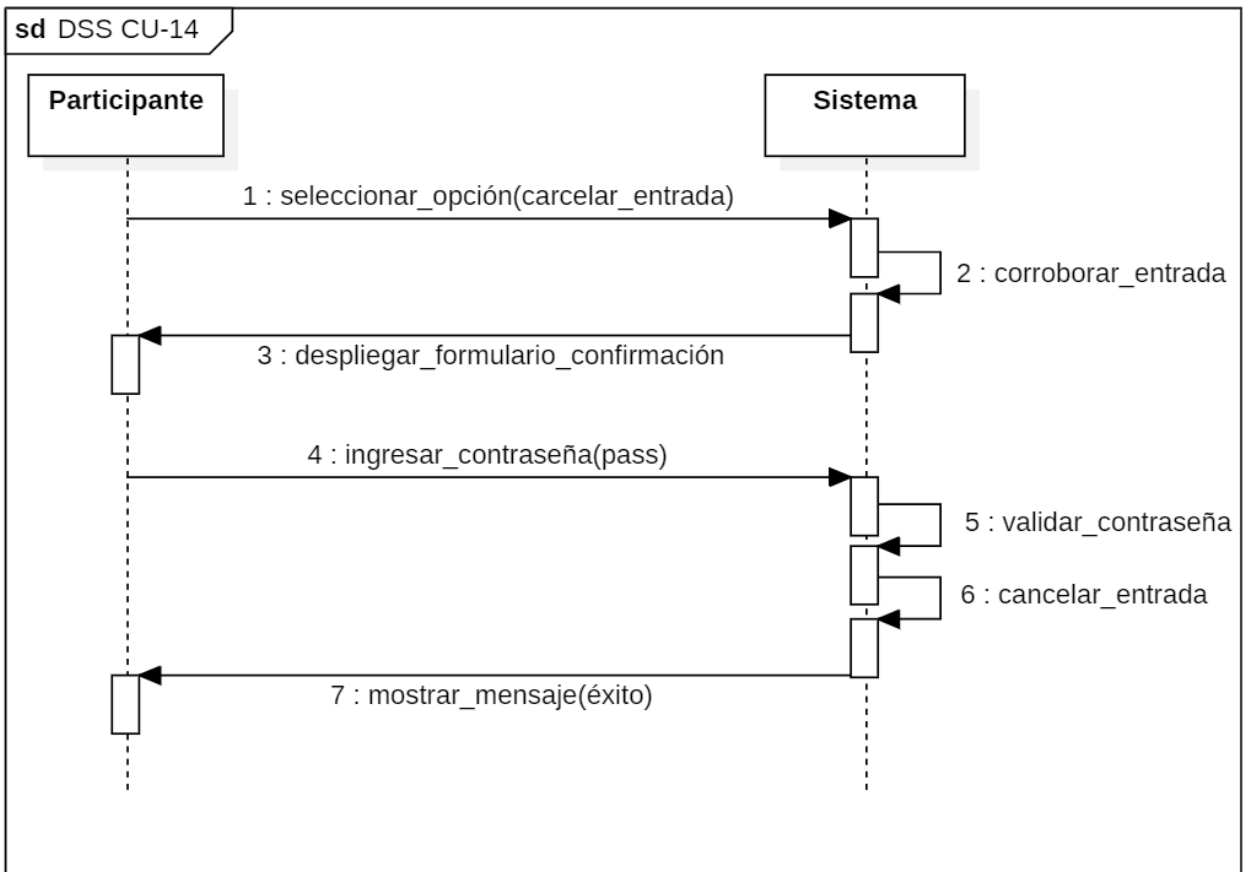 sd DSS CU-14
Participante
Sistema
1 : seleccionar_opción(carcelar_entrada)
2 : corroborar_entrada
3 : despliegar_formulario_confirmación
4 : ingresar_contraseña(pass)
5 : validar_contraseña
6 : cancelar_entrada
7 : mostrar_mensaje(éxito)